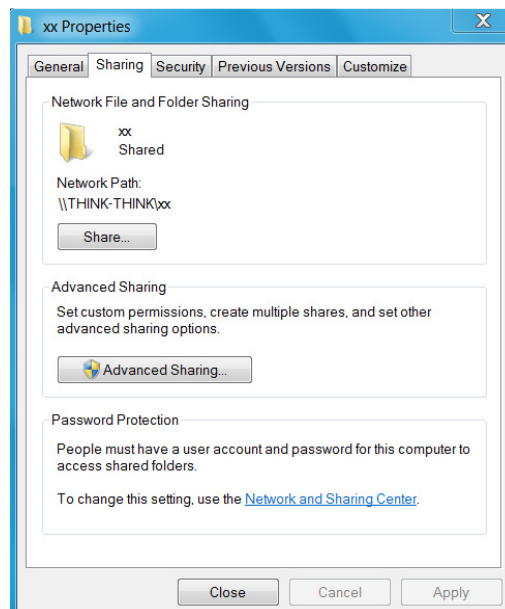 xx Properties
X
General Sharing Security Previous Versions Customize
Network File and Folder Sharing
xx
Shared
Network Path:
\\THINK-THINK\xx
Share...
Advanced Sharing
Set custom permissions, create multiple shares, and set other
advanced sharing options.
Advanced Sharing...
Password Protection
People must have a user account and password for this computer to
access shared folders.
To change this setting, use the Network and Sharing Center.
Close Cancel Apply